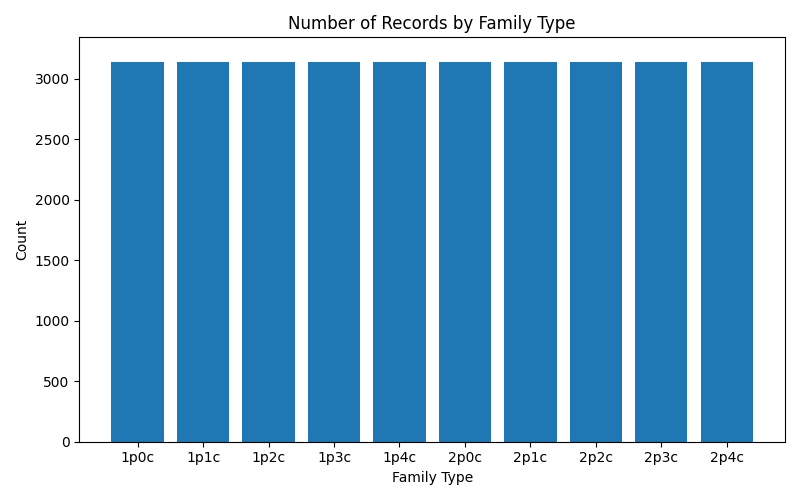 Number of Records by Family Type
Count
3000
2500
2000
1500
1000
500
0
1p0c 1p1c 1p2c 1p3c 1p4c 2p0c 2p1c 2p2c 2p3c 2p4c
Family Type